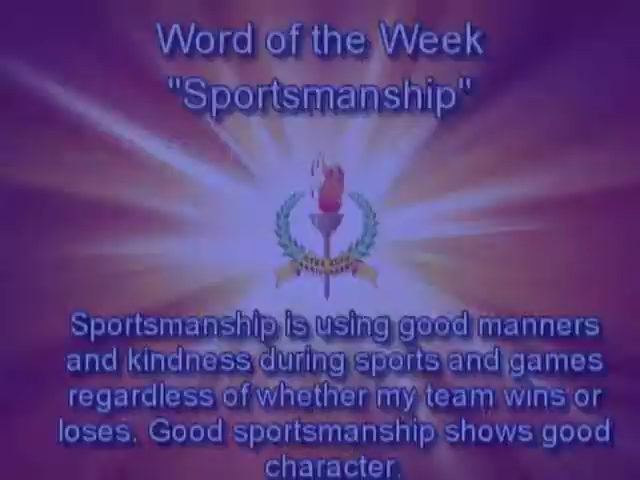 Word of the Week
"Sportsmanship"
Sportsmanship is using good manners
and kindness during sports and games
regardless of whether my team wins or
loses. Good sportsmanship shows good
character.